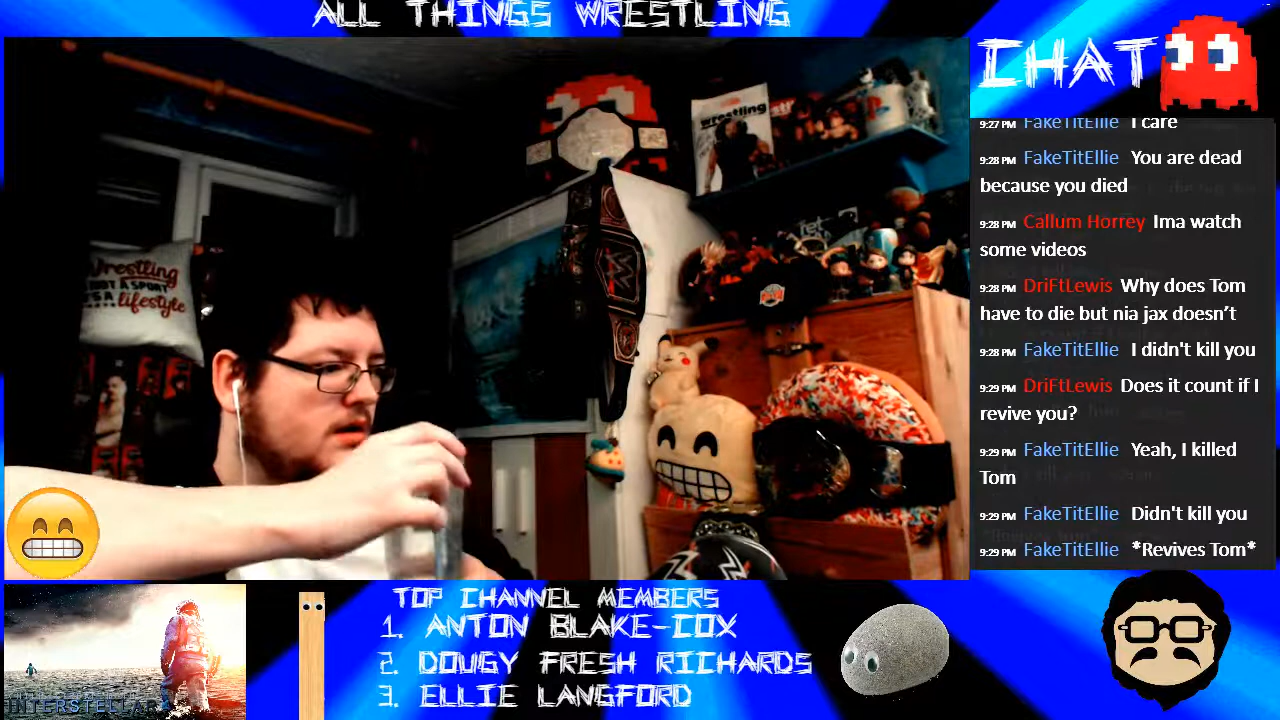 ALL THINGS WRESTLING
CHAT
9:27 PM FakeTitEllie I care
9:28 PM FakeTitEllie You are dead
because you died
9:28 PM Callum Horrey Ima watch
some videos
9:28 PM DriFtLewis Why does Tom
have to die but nia jax doesn't
9:28 PM FakeTitEllie I didn't kill you
9:29 PM DriFtLewis Does it count if I
revive you?
9:29 PM FakeTitEllie Yeah, I killed
Tom
9:29 PM FakeTitEllie Didn't kill you
9:29 PM FakeTitEllie *Revives Tom*
wrestling
Wrestling
NOT A SPORT
IT'S A lifestyle
INTERSTELLAR
TOP CHANNEL MEMBERS
1. ANTON BLAKE-COX
2. DOUGY FRESH RICHARDS
3. ELLIE LANGFORD